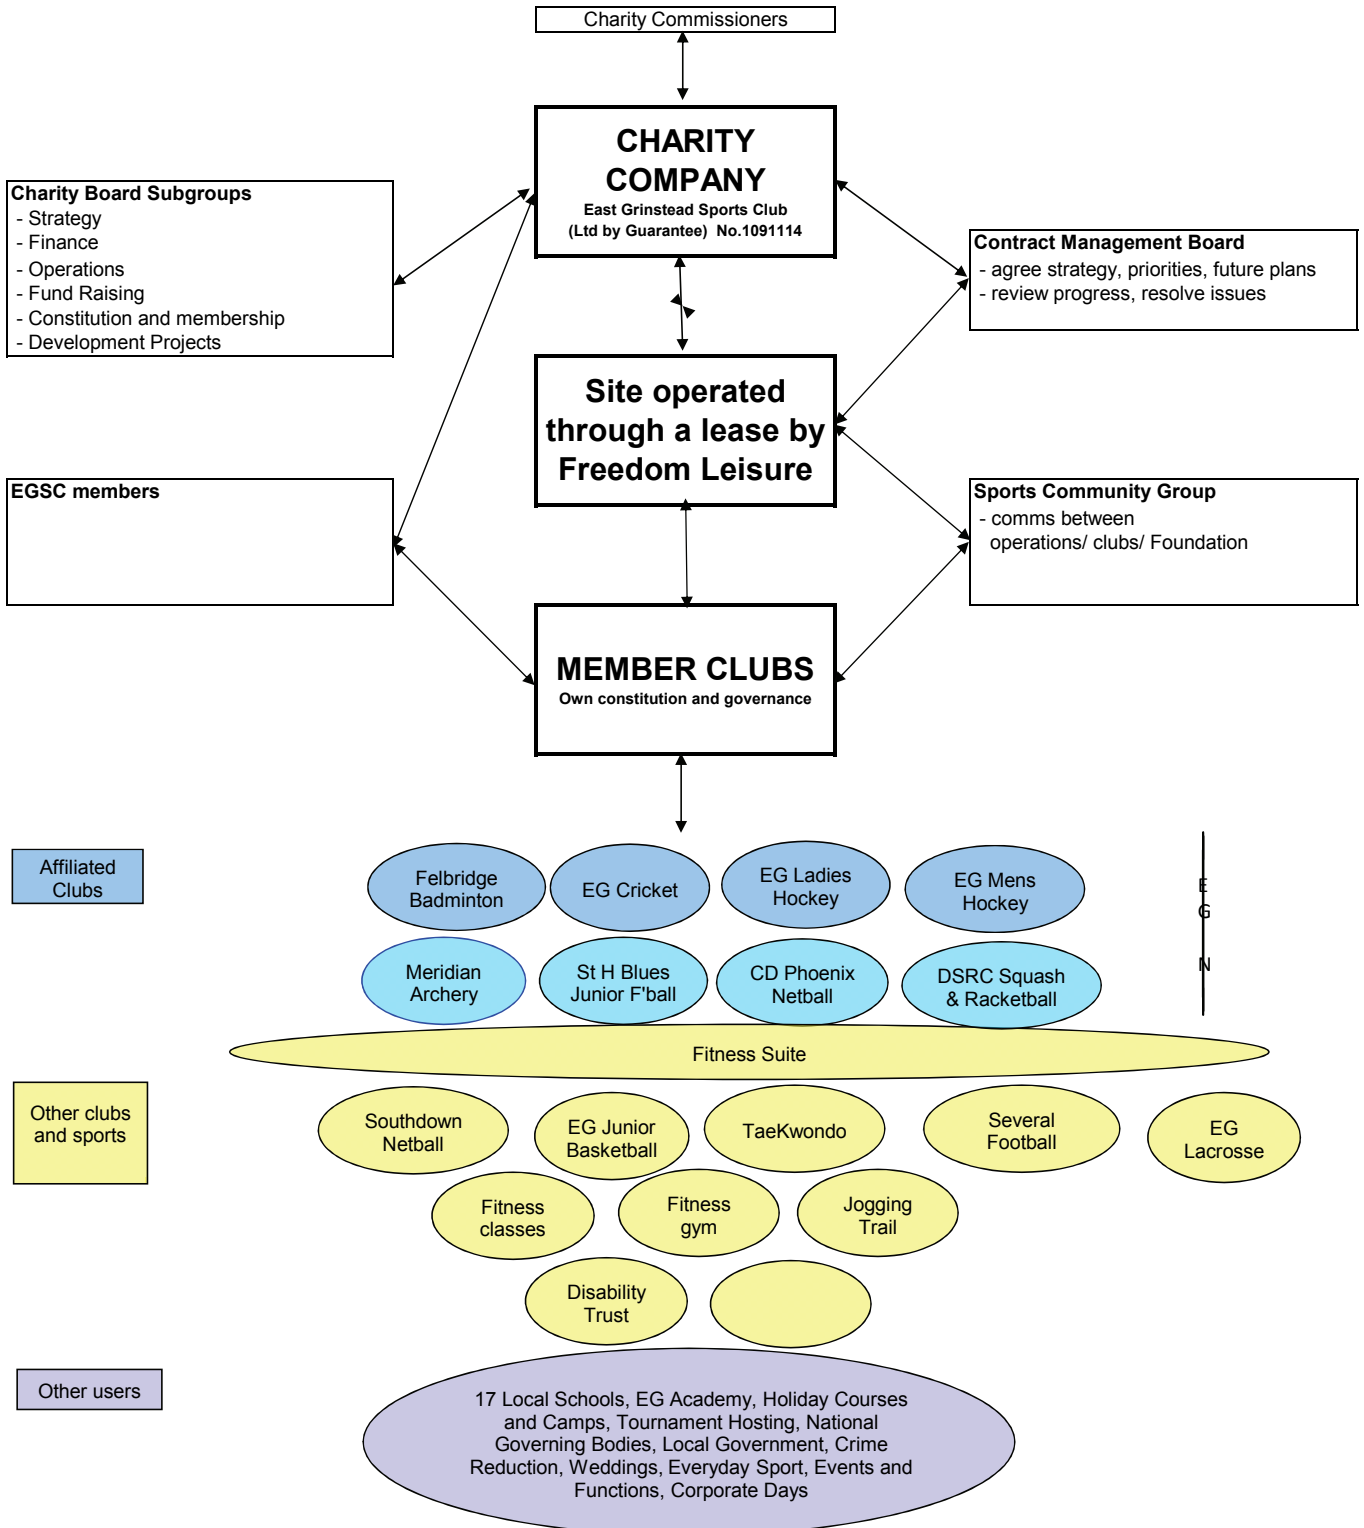 Charity Commissioners
CHARITY
COMPANY
East Grinstead Sports Club
(Ltd by Guarantee) No.1091114
Charity Board Subgroups
- Strategy
- Finance
- Operations
- Fund Raising
- Constitution and membership
- Development Projects
Contract Management Board
- agree strategy, priorities, future plans
- review progress, resolve issues
Site operated
through a lease by
Freedom Leisure
EGSC members
Sports Community Group
- comms between
operations/ clubs/ Foundation
MEMBER CLUBS
Own constitution and governance
Affiliated
Clubs
Felbridge
Badminton
EG Cricket
EG Ladies
Hockey
EG Mens
Hockey
E
G
N
Meridian
Archery
St H Blues
Junior F'ball
CD Phoenix
Netball
DSRC Squash
& Racketball
Fitness Suite
Other clubs
and sports
Southdown
Netball
EG Junior
Basketball
TaeKwondo
Several
Football
EG
Lacrosse
Fitness
classes
Fitness
gym
Jogging
Trail
Disability
Trust
Other users
17 Local Schools, EG Academy, Holiday Courses
and Camps, Tournament Hosting, National
Governing Bodies, Local Government, Crime
Reduction, Weddings, Everyday Sport, Events and
Functions, Corporate Days